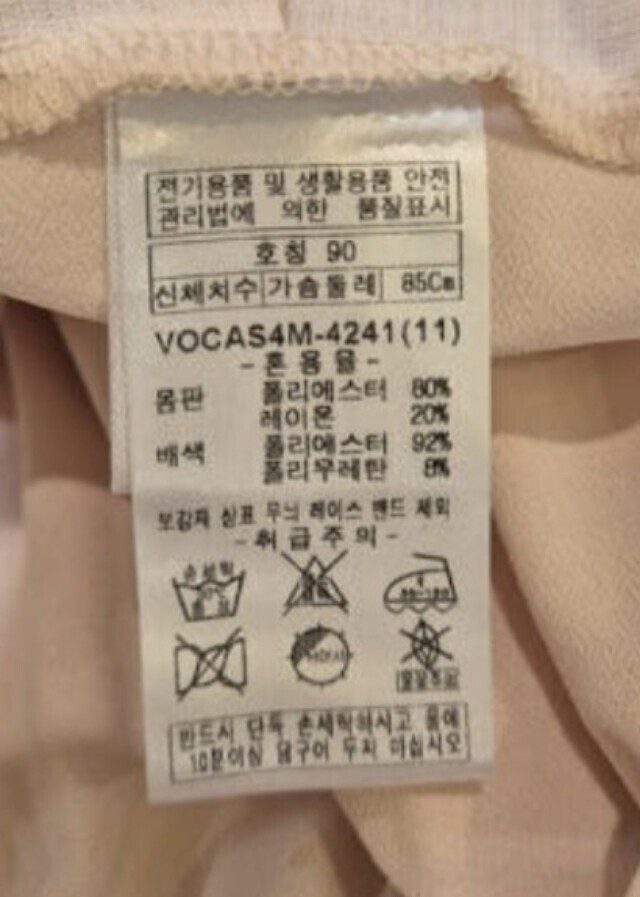 전기용품 및 생활용품 안전
관리법에 의한 품질표시
호칭 90
신체치수 가슴둘레 85Cm
VOCAS4M-4241(11)
-혼용율-
몸판 폴리에스터 80%
레이온 20%
배색 폴리에스터 92%
폴리우레탄 8%
보강재 상표 무늬 레이스 밴드 제외
-취급주의-
손세탁
반드시 단독 손세탁하시고 물에
10분이상 담구어 두지 마십시오